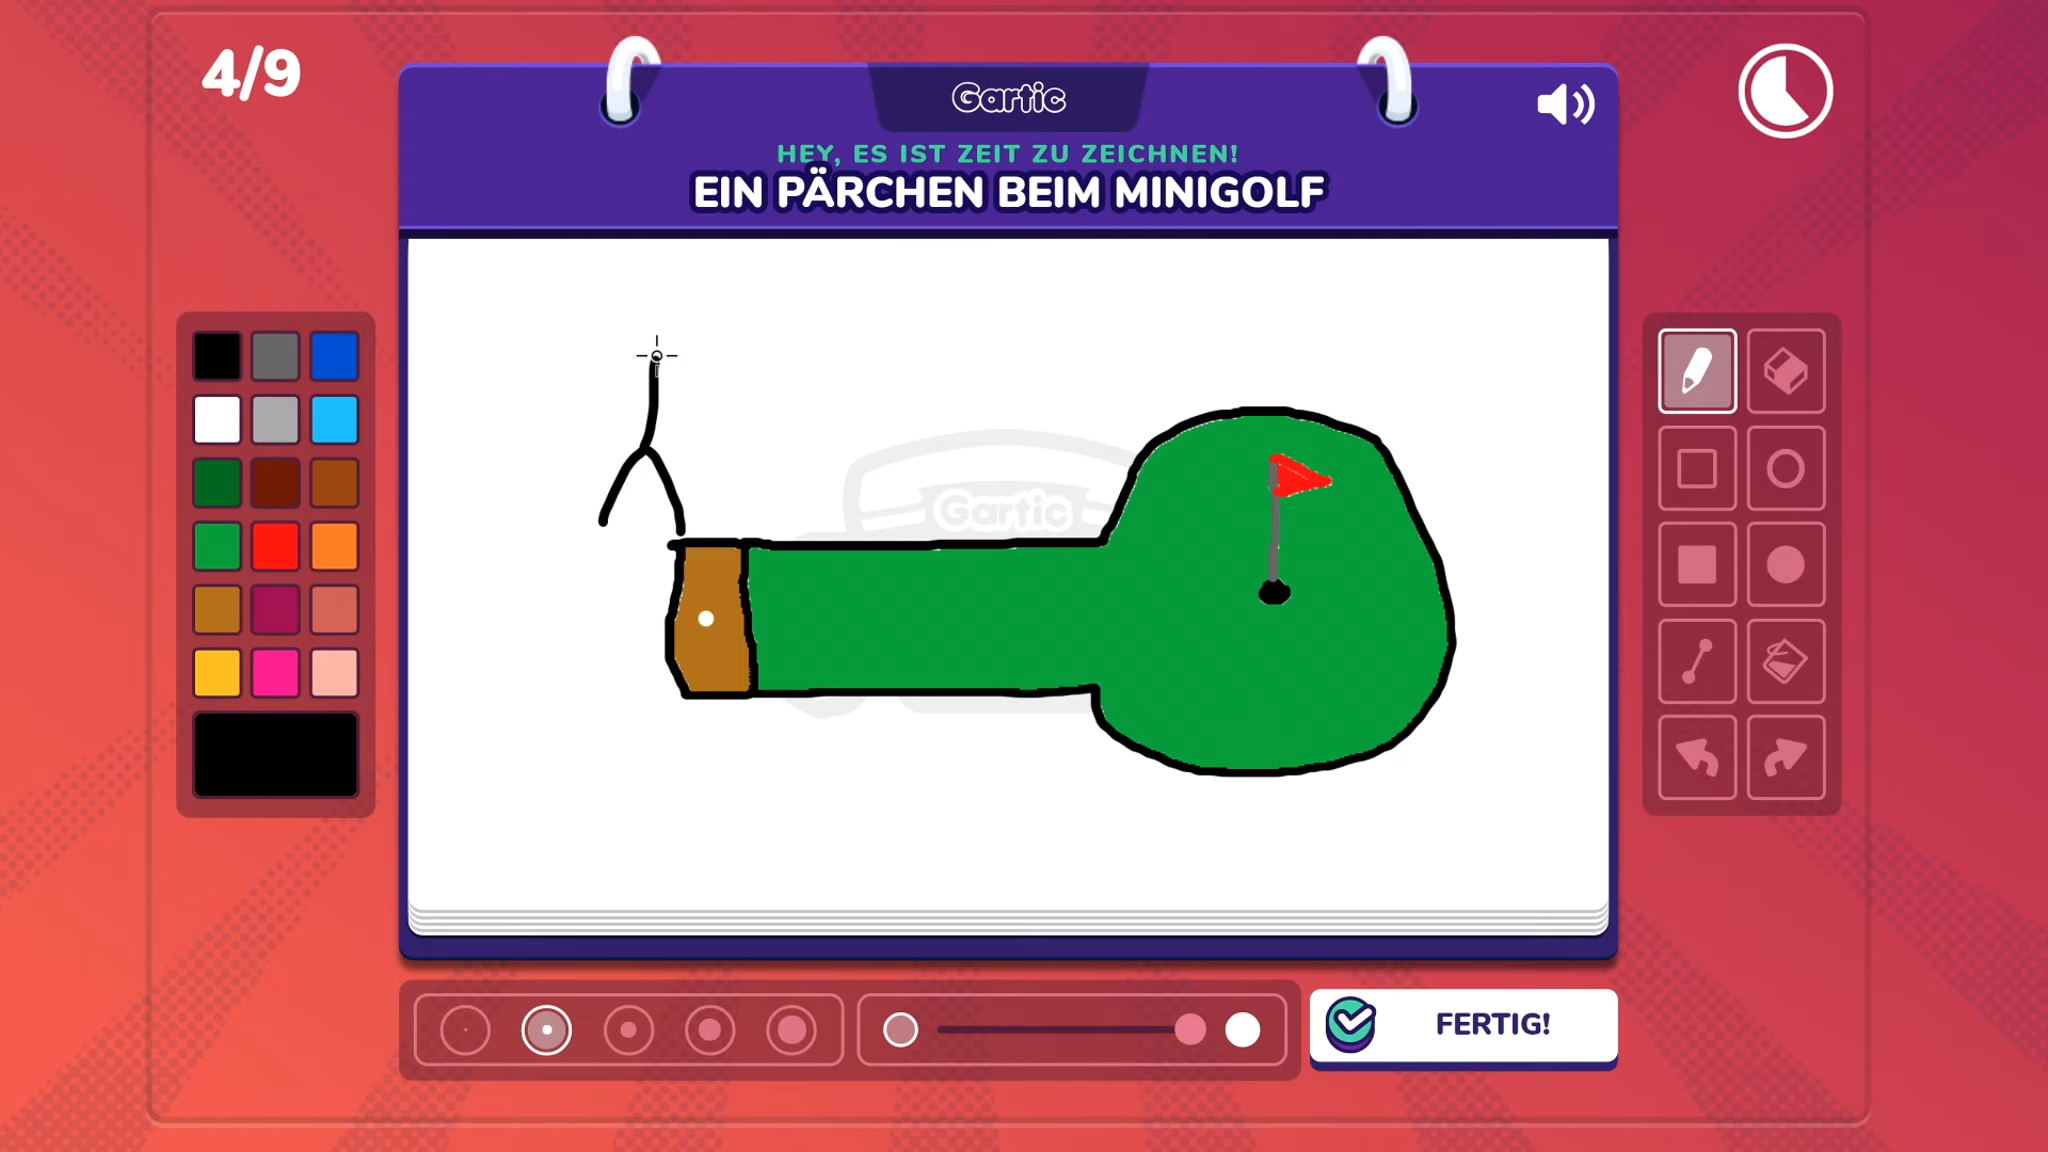 4/9
Gartic
HEY, ES IST ZEIT ZU ZEICHNEN!
EIN PÄRCHEN BEIM MINIGOLF
Gartic
FERTIG!